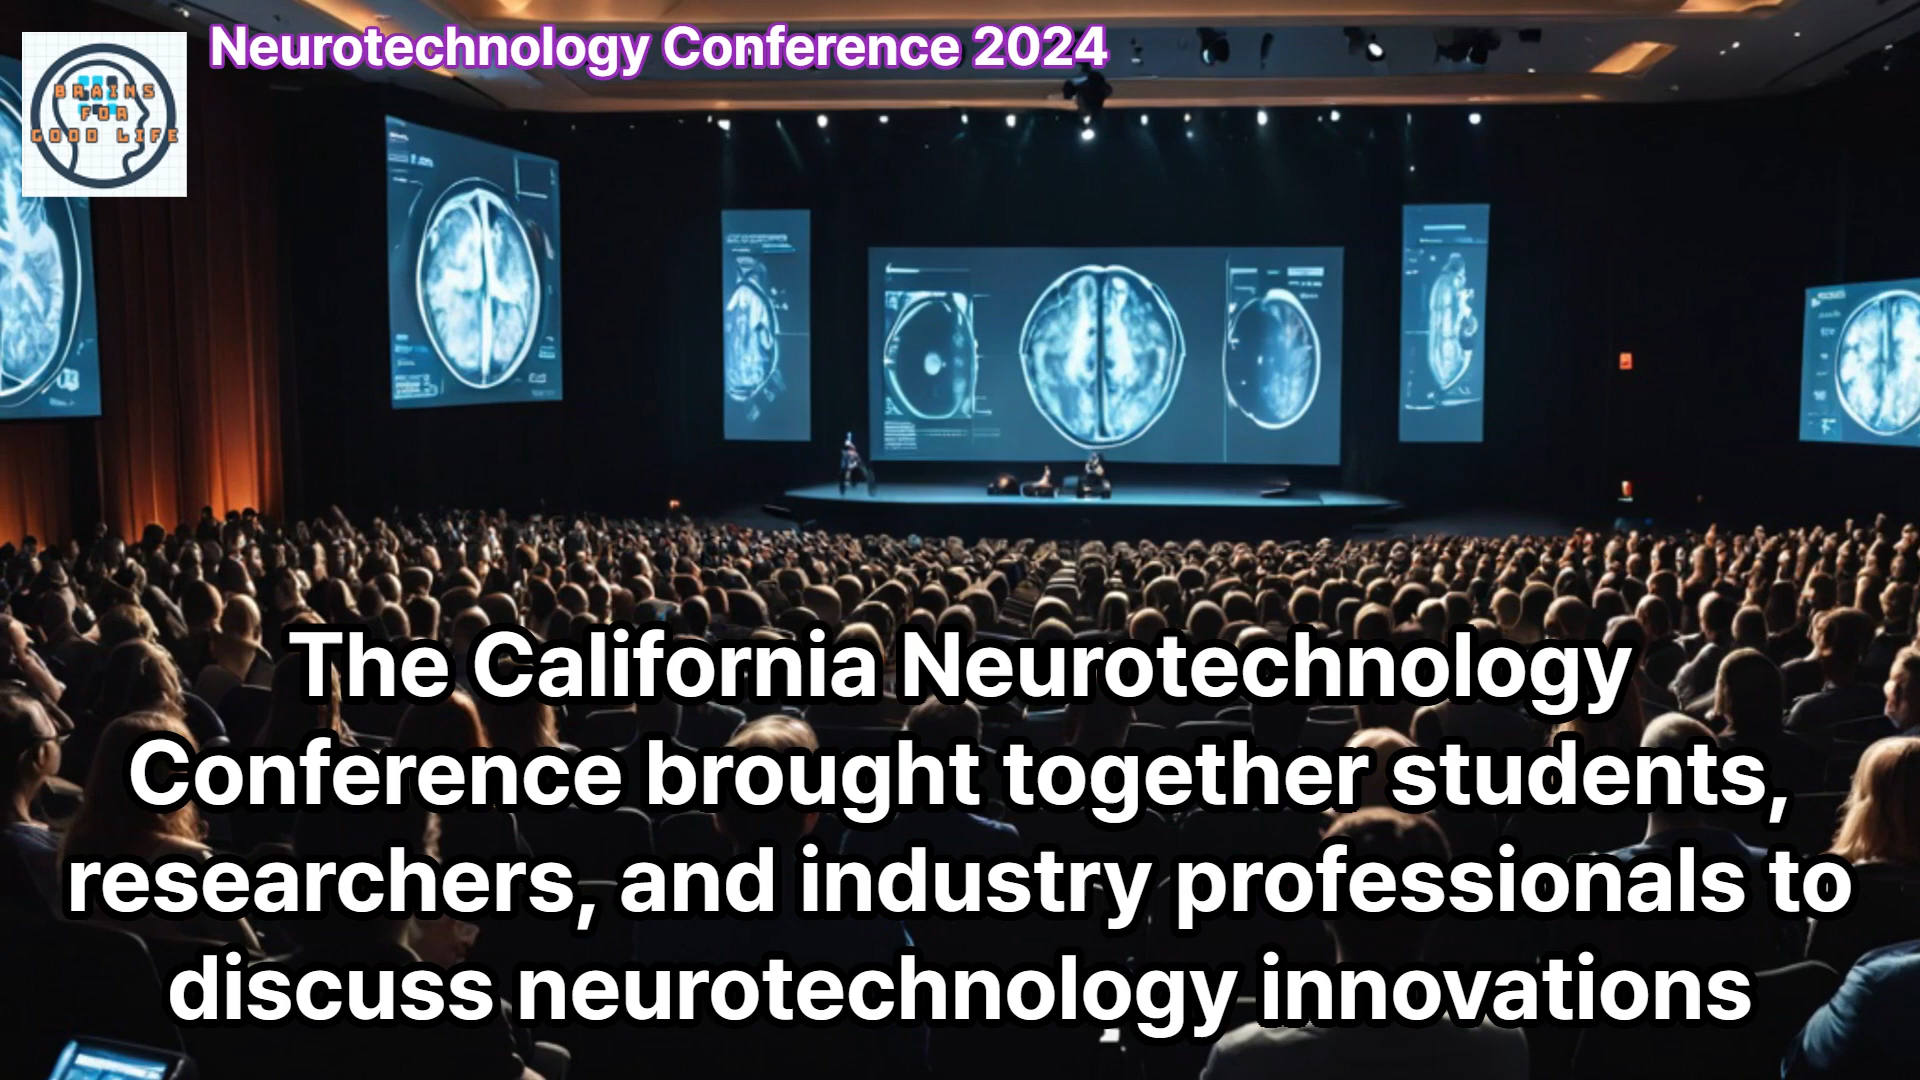 Neurotechnology Conference 2024
BRAINS
FOR
GOOD LIFE
The California Neurotechnology
Conference brought together students,
researchers, and industry professionals to
discuss neurotechnology innovations